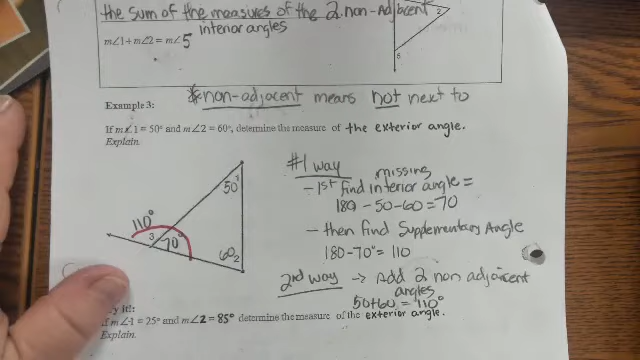 the sum of the measures of the 2 non-Adjacent
interior angles
m∠1 + m∠2 = m∠5
2
6
*non-adjacent means not next to
Example 3:
If m∠1 = 50° and m∠2 = 60°, determine the measure of the exterior angle.
Explain.
#1 way
- 1st find missing interior angle =
180 - 50 - 60 = 70
- then find Supplementary Angle
180 - 70° = 110
2nd way → Add 2 non adjacent
angles
50+60 = 110°
50°
1
110°
3
70°
60
2
Try it!:
If m∠1 = 25° and m∠2 = 85° determine the measure of the exterior angle.
Explain.